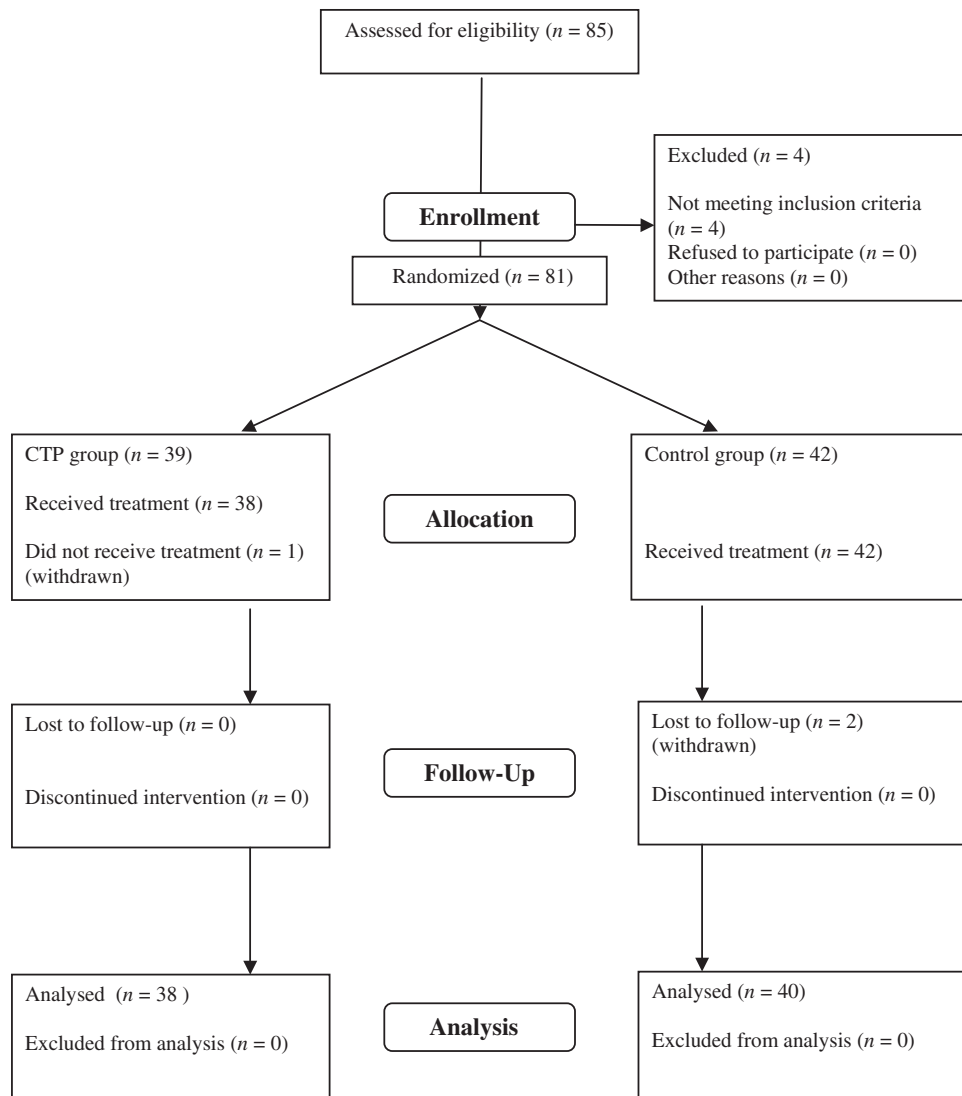 Assessed for eligibility (n = 85)
Excluded (n = 4)
Not meeting inclusion criteria
(n = 4)
Refused to participate (n = 0)
Other reasons (n = 0)
Enrollment
Randomized (n = 81)
CTP group (n = 39)
Received treatment (n = 38)
Did not receive treatment (n = 1)
(withdrawn)
Allocation
Control group (n = 42)
Received treatment (n = 42)
Lost to follow-up (n = 0)
Discontinued intervention (n = 0)
Follow-Up
Lost to follow-up (n = 2)
(withdrawn)
Discontinued intervention (n = 0)
Analysed (n = 38 )
Excluded from analysis (n = 0)
Analysis
Analysed (n = 40)
Excluded from analysis (n = 0)